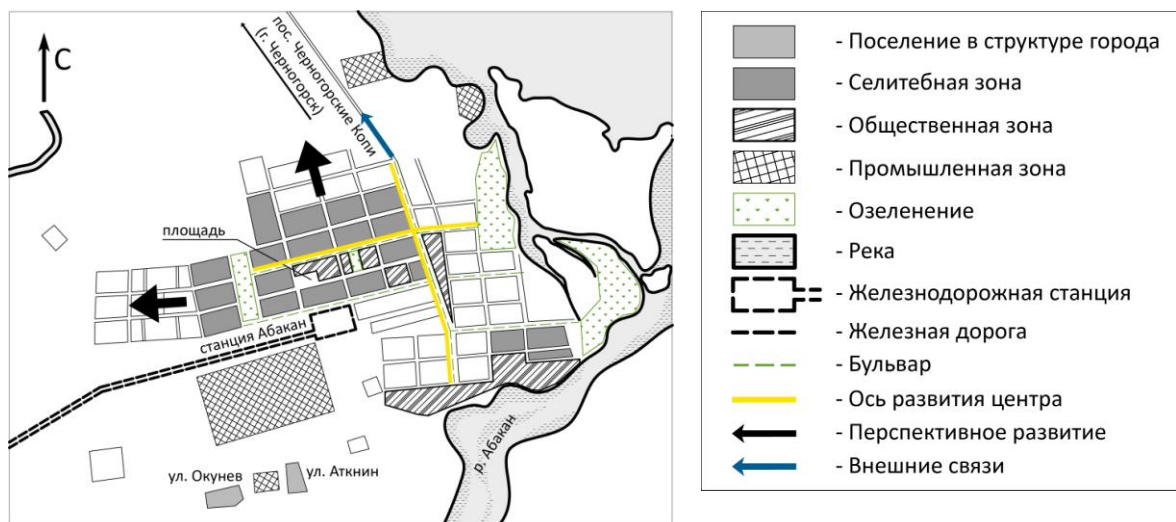 С
пос. Черногорские Копи
(г. Черногорск)
площадь
станция Абакан
ул. Окунев
ул. Аткнин
р. Абакан
- Поселение в структуре города
- Селитебная зона
- Общественная зона
- Промышленная зона
- Озеленение
- Река
- Железнодорожная станция
- Железная дорога
- Бульвар
- Ось развития центра
- Перспективное развитие
- Внешние связи